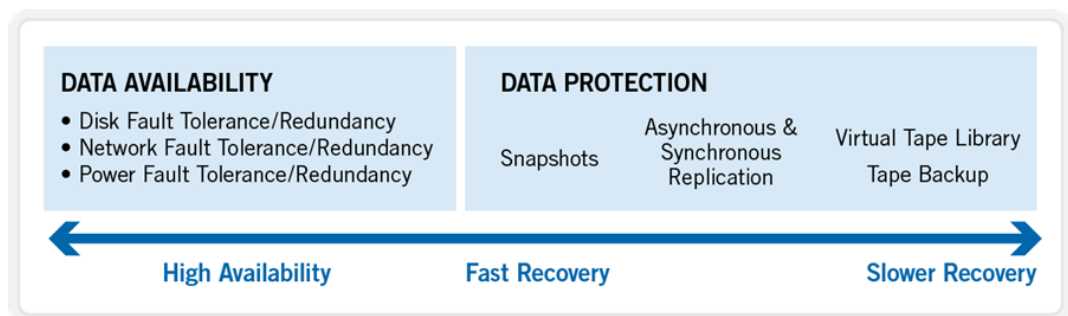 DATA AVAILABILITY
• Disk Fault Tolerance/Redundancy
• Network Fault Tolerance/Redundancy
• Power Fault Tolerance/Redundancy
DATA PROTECTION
Snapshots
Asynchronous &
Synchronous
Replication
Virtual Tape Library
Tape Backup
High Availability
Fast Recovery
Slower Recovery